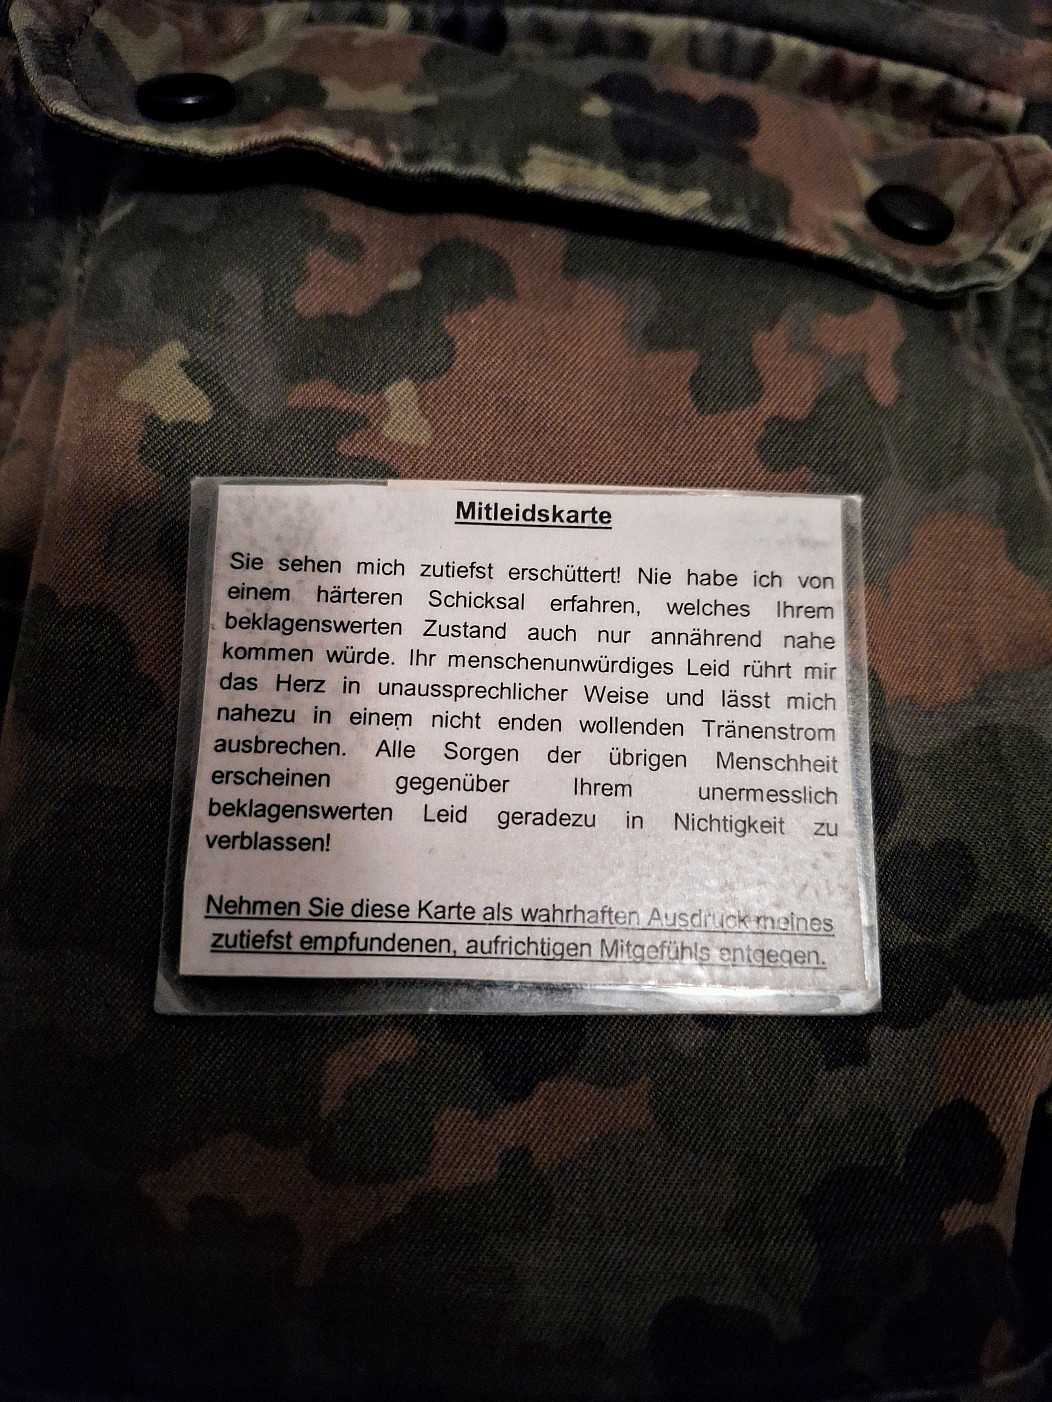 Mitleidskarte
Sie sehen mich zutiefst erschüttert! Nie habe ich von
einem härteren Schicksal erfahren, welches Ihrem
beklagenswerten Zustand auch nur annährend nahe
kommen würde. Ihr menschenunwürdiges Leid rührt mir
das Herz in unaussprechlicher Weise und lässt mich
nahezu in einem nicht enden wollenden Tränenstrom
ausbrechen. Alle Sorgen der übrigen Menschheit
erscheinen gegenüber Ihrem unermesslich
beklagenswerten Leid geradezu in Nichtigkeit zu
verblassen!
Nehmen Sie diese Karte als wahrhaften Ausdruck meines
zutiefst empfundenen, aufrichtigen Mitgefühls entgegen.